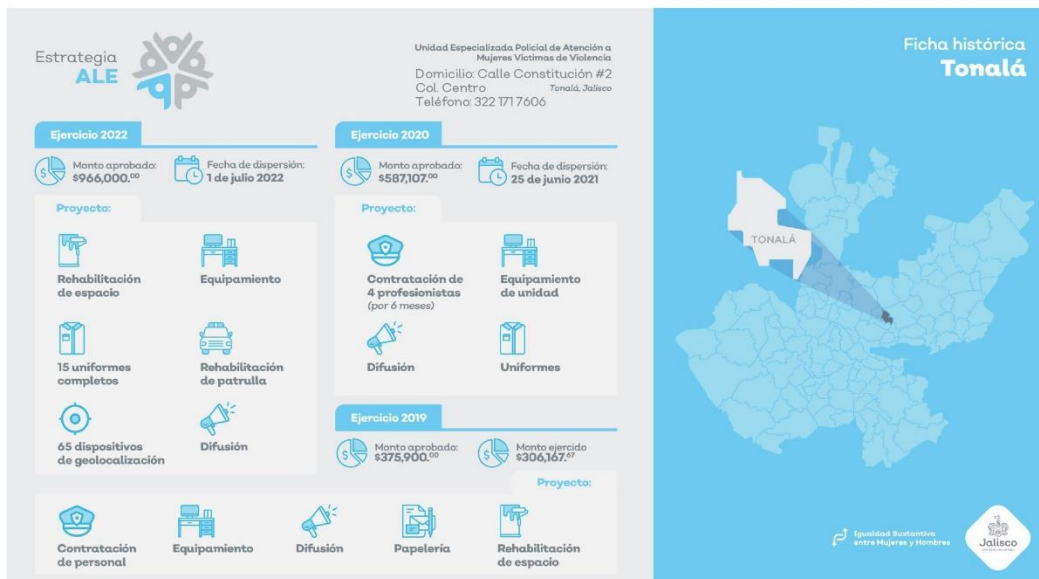 Estrategia
ALE
Unidad Especializada Policial de Atención a
Mujeres Víctimas de Violencia
Domicilio: Calle Constitución #2
Col. Centro Tonalá, Jalisco
Teléfono: 322 171 7606
Ejercicio 2022
Monto aprobado:
$966,000.00
Fecha de dispersión:
1 de julio 2022
Proyecto:
Rehabilitación
de espacio
Equipamiento
15 uniformes
completos
Rehabilitación
de patrulla
65 dispositivos
de geolocalización
Difusión
Ejercicio 2020
Monto aprobado:
$587,107.00
Fecha de dispersión:
25 de junio 2021
Proyecto:
Contratación de
4 profesionistas
(por 6 meses)
Equipamiento
de unidad
Difusión
Uniformes
Ejercicio 2019
Monto aprobado:
$375,900.00
Monto ejercido
$306,167.67
Proyecto:
Contratación
de personal
Equipamiento
Difusión
Papelería
Rehabilitación
de espacio
Ficha histórica
Tonalá
TONALÁ
Igualdad Sustantiva
entre Mujeres y Hombres
Jalisco